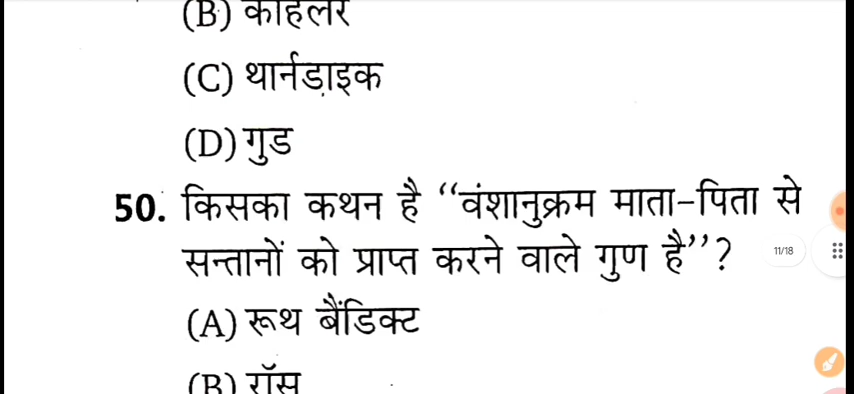 (B) कोहलर
(C) थार्नडाइक
(D) गुड
50. किसका कथन है “वंशानुक्रम माता-पिता से
सन्तानों को प्राप्त करने वाले गुण है”?
11/18
(A) रूथ बैंडिक्ट
(B) रॉस